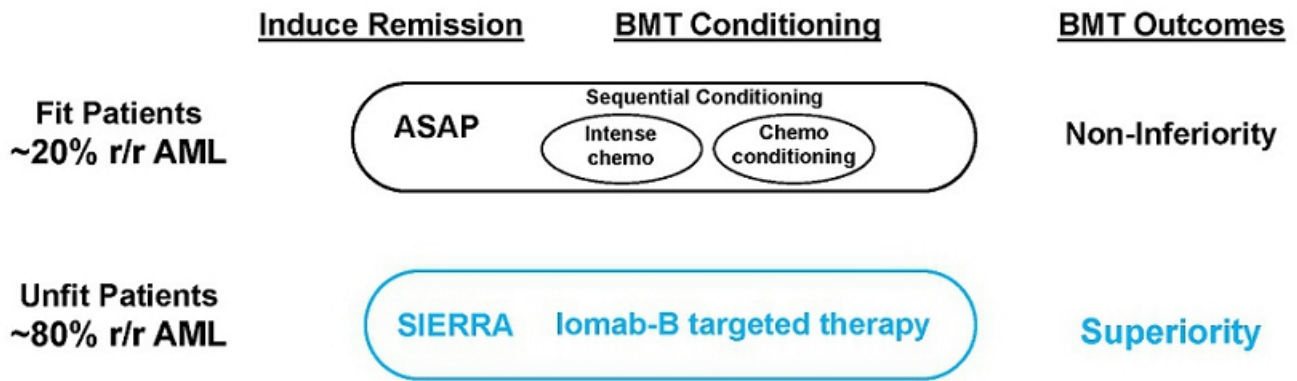 Induce Remission BMT Conditioning BMT Outcomes
Fit Patients
~20% r/r AML
ASAP
Sequential Conditioning
Intense
chemo
Chemo
conditioning
Non-Inferiority
Unfit Patients
~80% r/r AML
SIERRA Iomab-B targeted therapy
Superiority